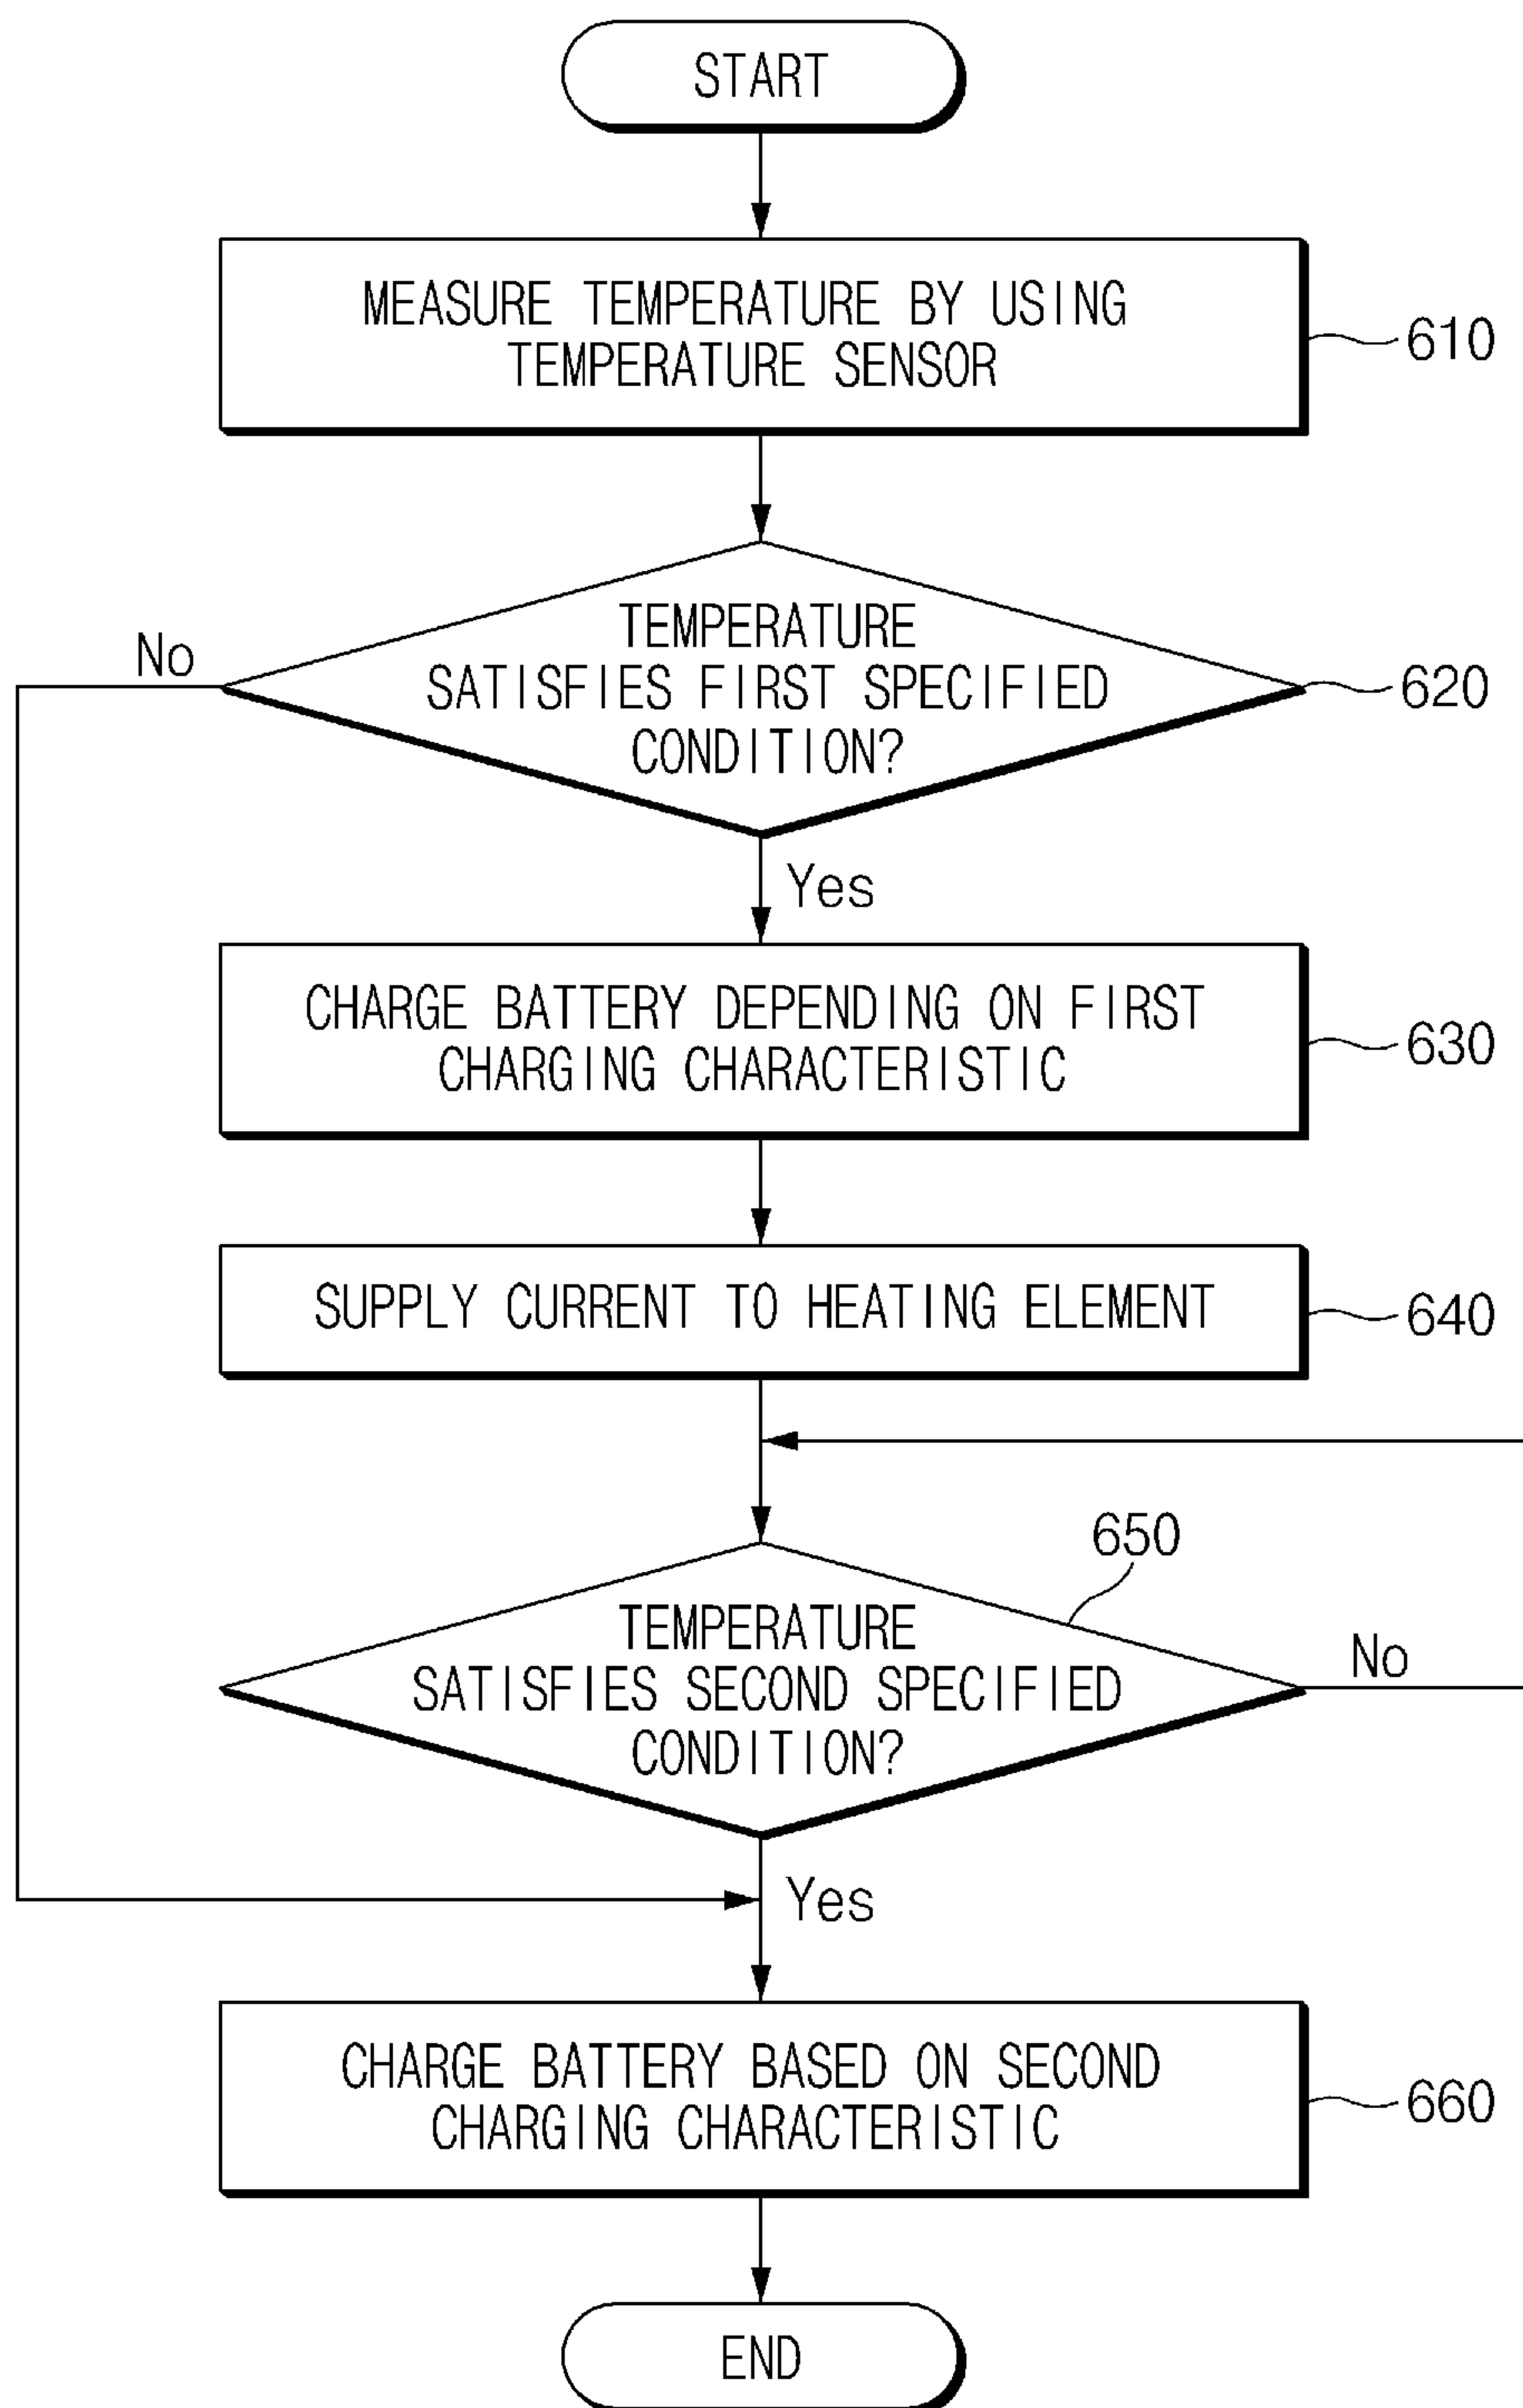 START
MEASURE TEMPERATURE BY USING
TEMPERATURE SENSOR
610
TEMPERATURE
SATISFIES FIRST SPECIFIED
CONDITION?
No
620
Yes
CHARGE BATTERY DEPENDING ON FIRST
CHARGING CHARACTERISTIC
630
SUPPLY CURRENT TO HEATING ELEMENT
640
650
TEMPERATURE
SATISFIES SECOND SPECIFIED
CONDITION?
No
Yes
CHARGE BATTERY BASED ON SECOND
CHARGING CHARACTERISTIC
660
END